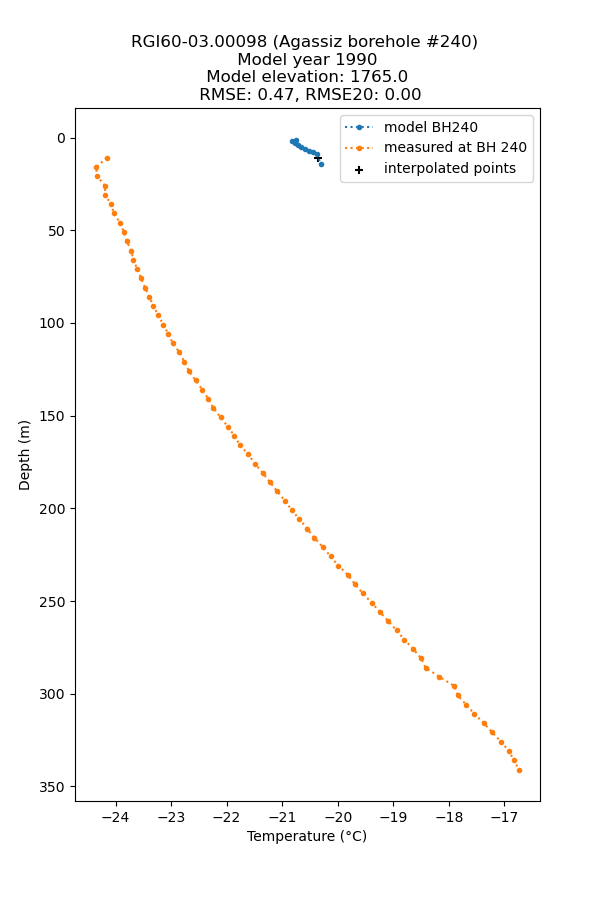 RGI60-03.00098 (Agassiz borehole #240)
Model year 1990
Model elevation: 1765.0
RMSE: 0.47, RMSE20: 0.00
model BH240
measured at BH 240
interpolated points
0
50
100
150
200
250
300
350
Depth (m)
−24
−23
−22
−21
−20
−19
−18
−17
Temperature (°C)